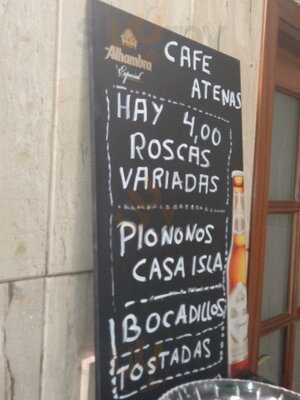 Alhambra
Especial
CAFE
ATENAS
HAY 4,00
ROSCAS
VARIADAS
PIONONOS
CASA ISLA
BOCADILLOS
TOSTADAS